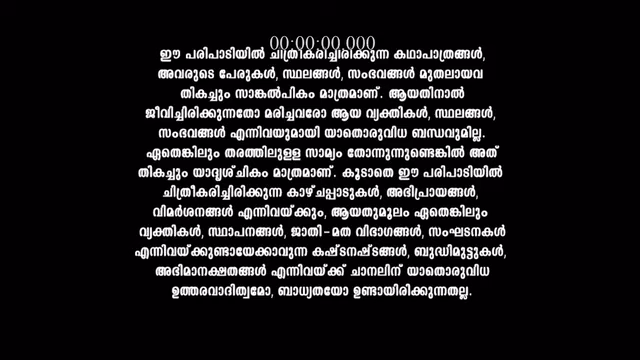 00:00:00.000
ഈ പരിപാടിയിൽ ചിത്രീകരിച്ചിരിക്കുന്ന കഥാപാത്രങ്ങൾ,
അവരുടെ പേരുകൾ, സ്ഥലങ്ങൾ, സംഭവങ്ങൾ മുതലായവ
തികച്ചും സാങ്കൽപികം മാത്രമാണ്. ആയതിനാൽ
ജീവിച്ചിരിക്കുന്നതോ മരിച്ചവരോ ആയ വ്യക്തികൾ, സ്ഥലങ്ങൾ,
സംഭവങ്ങൾ എന്നിവയുമായി യാതൊരുവിധ ബന്ധവുമില്ല.
ഏതെങ്കിലും തരത്തിലുളള സാമ്യം തോന്നുന്നുണ്ടെങ്കിൽ അത്
തികച്ചും യാദൃശ്ചികം മാത്രമാണ്. കൂടാതെ ഈ പരിപാടിയിൽ
ചിത്രീകരിച്ചിരിക്കുന്ന കാഴ്ചപ്പാടുകൾ, അഭിപ്രായങ്ങൾ,
വിമർശനങ്ങൾ എന്നിവയ്ക്കും, ആയതുമൂലം ഏതെങ്കിലും
വ്യക്തികൾ, സ്ഥാപനങ്ങൾ, ജാതി-മത വിഭാഗങ്ങൾ, സംഘടനകൾ
എന്നിവയ്ക്കുണ്ടായേക്കാവുന്ന കഷ്ടനഷ്ടങ്ങൾ, ബുദ്ധിമുട്ടുകൾ,
അഭിമാനക്ഷതങ്ങൾ എന്നിവയ്ക്ക് ചാനലിന് യാതൊരുവിധ
ഉത്തരവാദിത്വമോ, ബാധ്യതയോ ഉണ്ടായിരിക്കുന്നതല്ല.